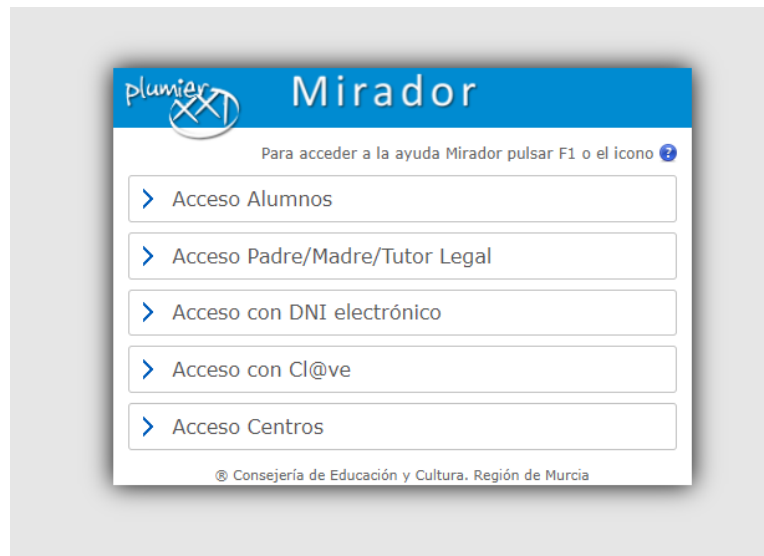 plumier
XXI
Mirador
Para acceder a la ayuda Mirador pulsar F1 o el icono ?
Acceso Alumnos
Acceso Padre/Madre/Tutor Legal
Acceso con DNI electrónico
Acceso con Cl@ve
Acceso Centros
® Consejería de Educación y Cultura. Región de Murcia